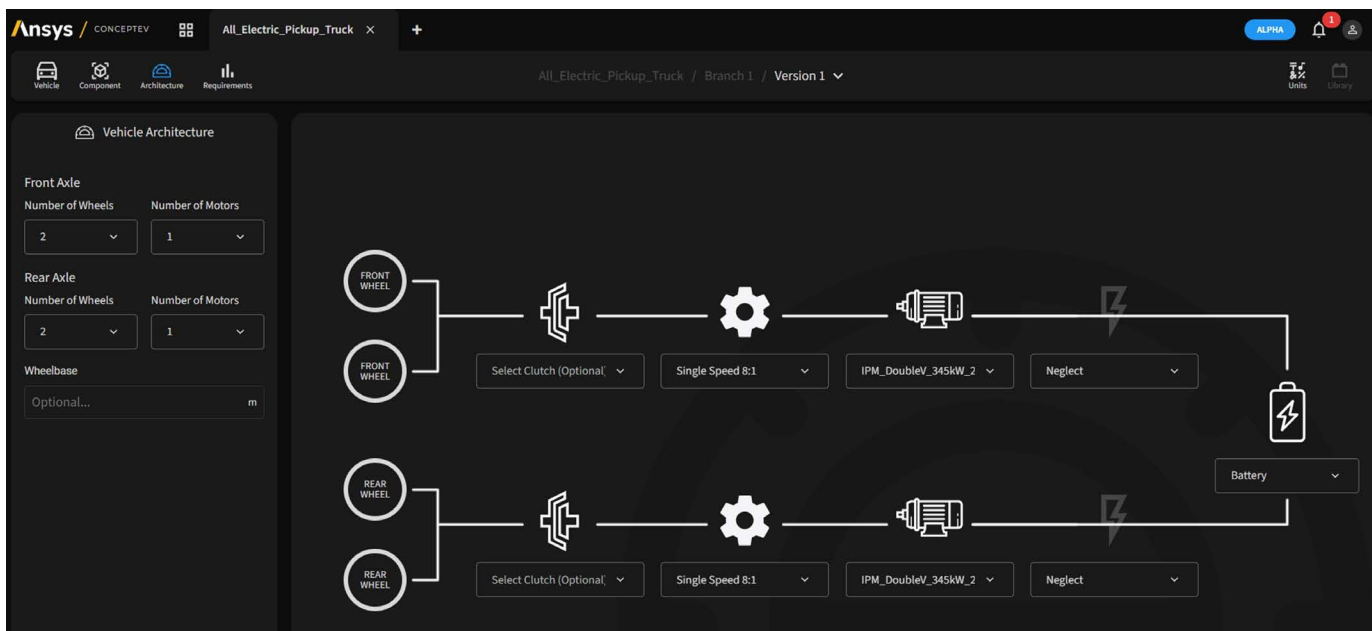 Ansys / CONCEPTEV All_Electric_Pickup_Truck × + ALPHA 1
Vehicle Component Architecture Requirements All_Electric_Pickup_Truck / Branch 1 / Version 1 Units Library
Vehicle Architecture
Front Axle
Number of Wheels Number of Motors
2 1
Rear Axle
Number of Wheels Number of Motors
2 1
Wheelbase
Optional... m
FRONT
WHEEL
FRONT
WHEEL
Select Clutch (Optional) Single Speed 8:1 IPM_DoubleV_345kW_2 Neglect
Battery
REAR
WHEEL
REAR
WHEEL
Select Clutch (Optional) Single Speed 8:1 IPM_DoubleV_345kW_2 Neglect